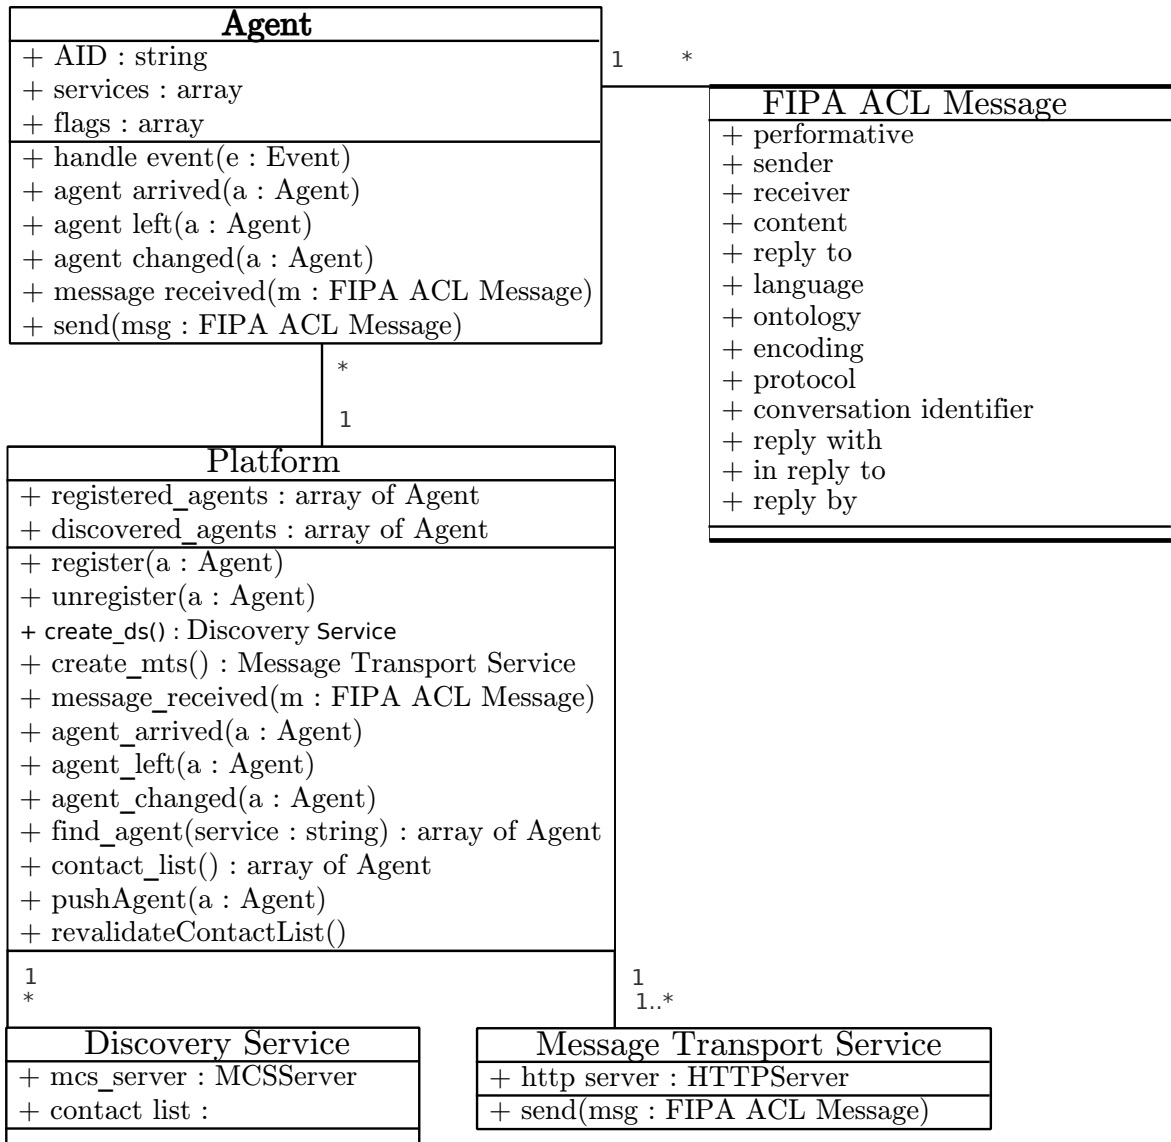 Agent
+ AID : string
+ services : array
+ flags : array
+ handle event(e : Event)
+ agent arrived(a : Agent)
+ agent left(a : Agent)
+ agent changed(a : Agent)
+ message received(m : FIPA ACL Message)
+ send(msg : FIPA ACL Message)
1 *
FIPA ACL Message
+ performative
+ sender
+ receiver
+ content
+ reply to
+ language
+ ontology
+ encoding
+ protocol
+ conversation identifier
+ reply with
+ in reply to
+ reply by
*
1
Platform
+ registered_agents : array of Agent
+ discovered_agents : array of Agent
+ register(a : Agent)
+ unregister(a : Agent)
+ create_ds() : Discovery Service
+ create_mts() : Message Transport Service
+ message_received(m : FIPA ACL Message)
+ agent_arrived(a : Agent)
+ agent_left(a : Agent)
+ agent_changed(a : Agent)
+ find_agent(service : string) : array of Agent
+ contact_list() : array of Agent
+ pushAgent(a : Agent)
+ revalidateContactList()
1
*
1
1..*
Discovery Service
+ mcs_server : MCSServer
+ contact list :
Message Transport Service
+ http server : HTTPServer
+ send(msg : FIPA ACL Message)